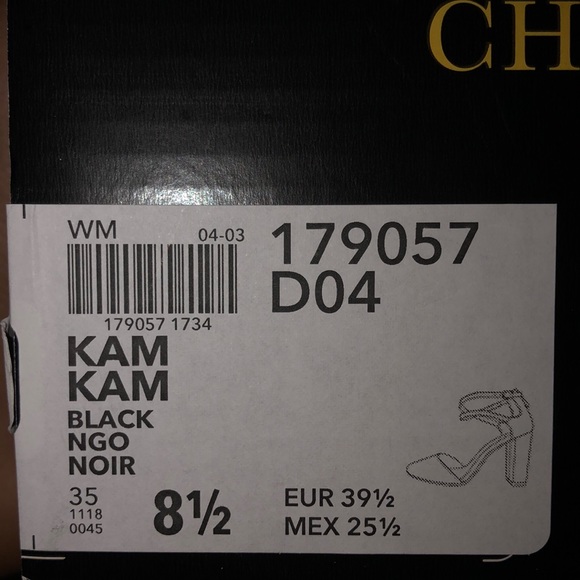 CH
WM 04-03
179057
D04
179057 1734
KAM
KAM
BLACK
NGO
NOIR
35
1118
0045
8½
EUR 39½
MEX 25½